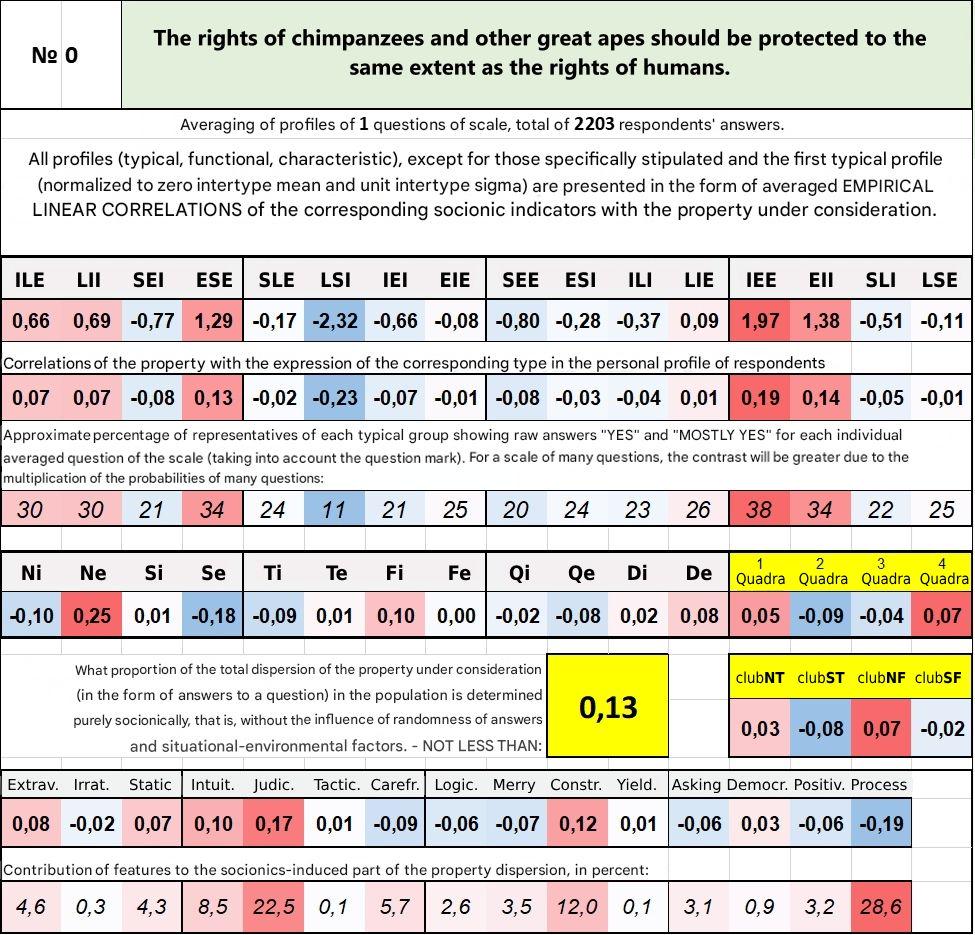 № 0
The rights of chimpanzees and other great apes should be protected to the
same extent as the rights of humans.
Averaging of profiles of 1 questions of scale, total of 2203 respondents' answers.
All profiles (typical, functional, characteristic), except for those specifically stipulated and the first typical profile
(normalized to zero intertype mean and unit intertype sigma) are presented in the form of averaged EMPIRICAL
LINEAR CORRELATIONS of the corresponding socionic indicators with the property under consideration.
ILE LII SEI ESE SLE LSI IEI EIE SEE ESI ILI LIE IEE EII SLI LSE
0,66 0,69 -0,77 1,29 -0,17 -2,32 -0,66 -0,08 -0,80 -0,28 -0,37 0,09 1,97 1,38 -0,51 -0,11
Correlations of the property with the expression of the corresponding type in the personal profile of respondents
0,07 0,07 -0,08 0,13 -0,02 -0,23 -0,07 -0,01 -0,08 -0,03 -0,04 0,01 0,19 0,14 -0,05 -0,01
Approximate percentage of representatives of each typical group showing raw answers "YES" and "MOSTLY YES" for each individual
averaged question of the scale (taking into account the question mark). For a scale of many questions, the contrast will be greater due to the
multiplication of the probabilities of many questions:
30 30 21 34 24 11 21 25 20 24 23 26 38 34 22 25
Ni Ne Si Se Ti Te Fi Fe Qi Qe Di De 1 Quadra 2 Quadra 3 Quadra 4 Quadra
-0,10 0,25 0,01 -0,18 -0,09 0,01 0,10 0,00 -0,02 -0,08 0,02 0,08 0,05 -0,09 -0,04 0,07
What proportion of the total dispersion of the property under consideration
(in the form of answers to a question) in the population is determined
purely socionically, that is, without the influence of randomness of answers
and situational-environmental factors. - NOT LESS THAN:
0,13
clubNT clubST clubNF clubSF
0,03 -0,08 0,07 -0,02
Extrav. Irrat. Static Intuit. Judic. Tactic. Carefr. Logic. Merry Constr. Yield. Asking Democr. Positiv. Process
0,08 -0,02 0,07 0,10 0,17 0,01 -0,09 -0,06 -0,07 0,12 0,01 -0,06 0,03 -0,06 -0,19
Contribution of features to the socionics-induced part of the property dispersion, in percent:
4,6 0,3 4,3 8,5 22,5 0,1 5,7 2,6 3,5 12,0 0,1 3,1 0,9 3,2 28,6